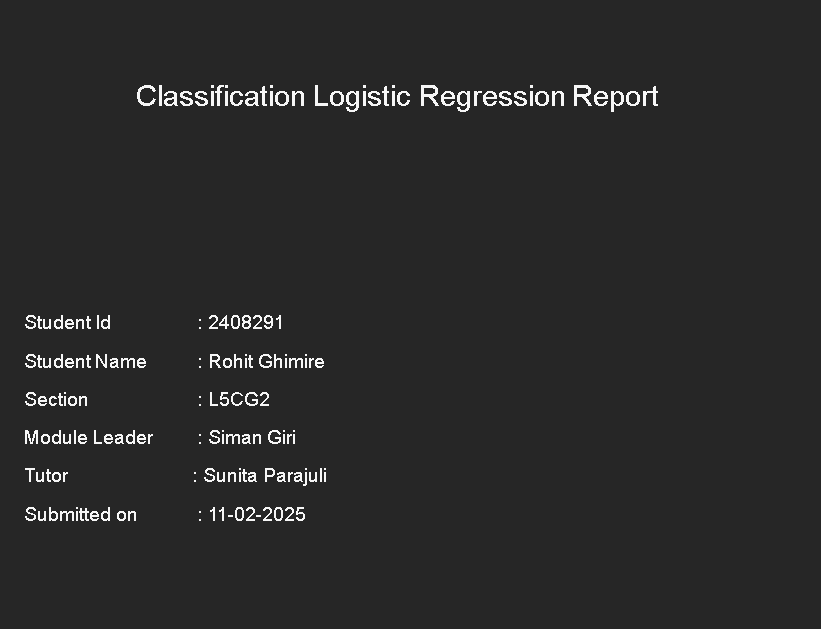 Classification Logistic Regression Report
Student Id : 2408291
Student Name : Rohit Ghimire
Section : L5CG2
Module Leader : Siman Giri
Tutor : Sunita Parajuli
Submitted on : 11-02-2025